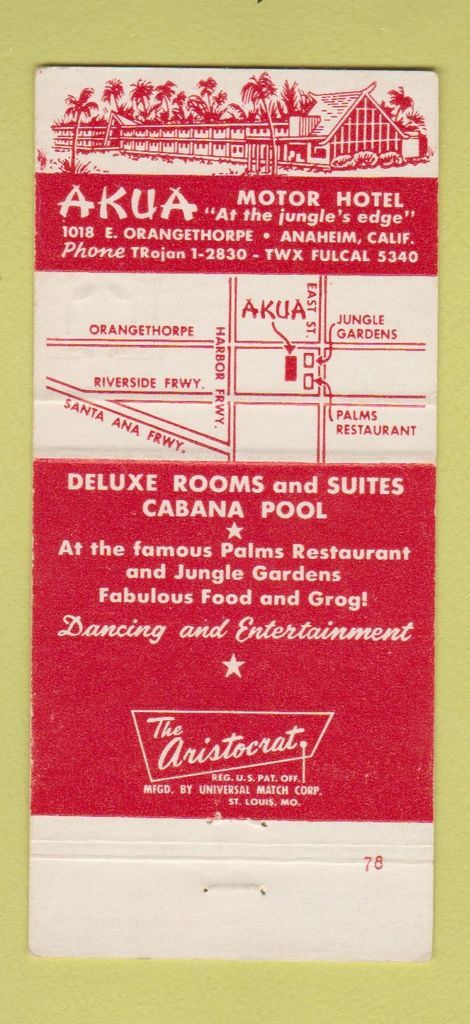 AKUA MOTOR HOTEL
"At the jungle's edge"
1018 E. ORANGETHORPE • ANAHEIM, CALIF.
Phone TRojan 1-2830 - TWX FULCAL 5340
AKUA
EAST ST.
JUNGLE
GARDENS
ORANGETHORPE
HARBOR FRWY.
RIVERSIDE FRWY.
SANTA ANA FRWY.
PALMS
RESTAURANT
DELUXE ROOMS and SUITES
CABANA POOL
★
At the famous Palms Restaurant
and Jungle Gardens
Fabulous Food and Grog!
Dancing and Entertainment
★
The
Aristocrat
REG. U.S. PAT. OFF.
MFGD. BY UNIVERSAL MATCH CORP.
ST. LOUIS, MO.
78